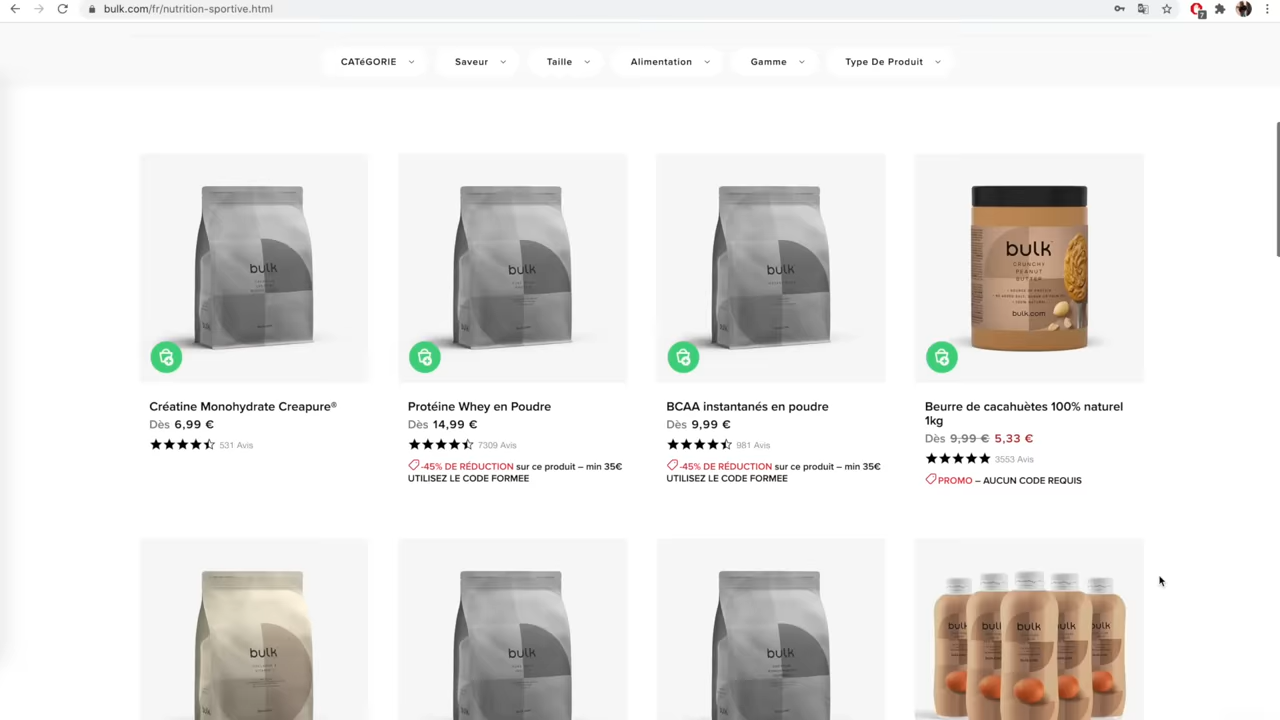 bulk.com/fr/nutrition-sportive.html
7
CATéGORIE
Saveur
Taille
Alimentation
Gamme
Type De Produit
bulk
bulk
bulk
bulk
CRUNCHY
PEANUT
BUTTER
bulk.com
Créatine Monohydrate Creapure®
Dès 6,99 €
531 Avis
Protéine Whey en Poudre
Dès 14,99 €
7309 Avis
-45% DE RÉDUCTION sur ce produit – min 35€
UTILISEZ LE CODE FORMEE
BCAA instantanés en poudre
Dès 9,99 €
981 Avis
-45% DE RÉDUCTION sur ce produit – min 35€
UTILISEZ LE CODE FORMEE
Beurre de cacahuètes 100% naturel
1kg
Dès 9,99 € 5,33 €
3553 Avis
PROMO – AUCUN CODE REQUIS
bulk
bulk
bulk
bulk
bulk
bulk
bulk
bulk